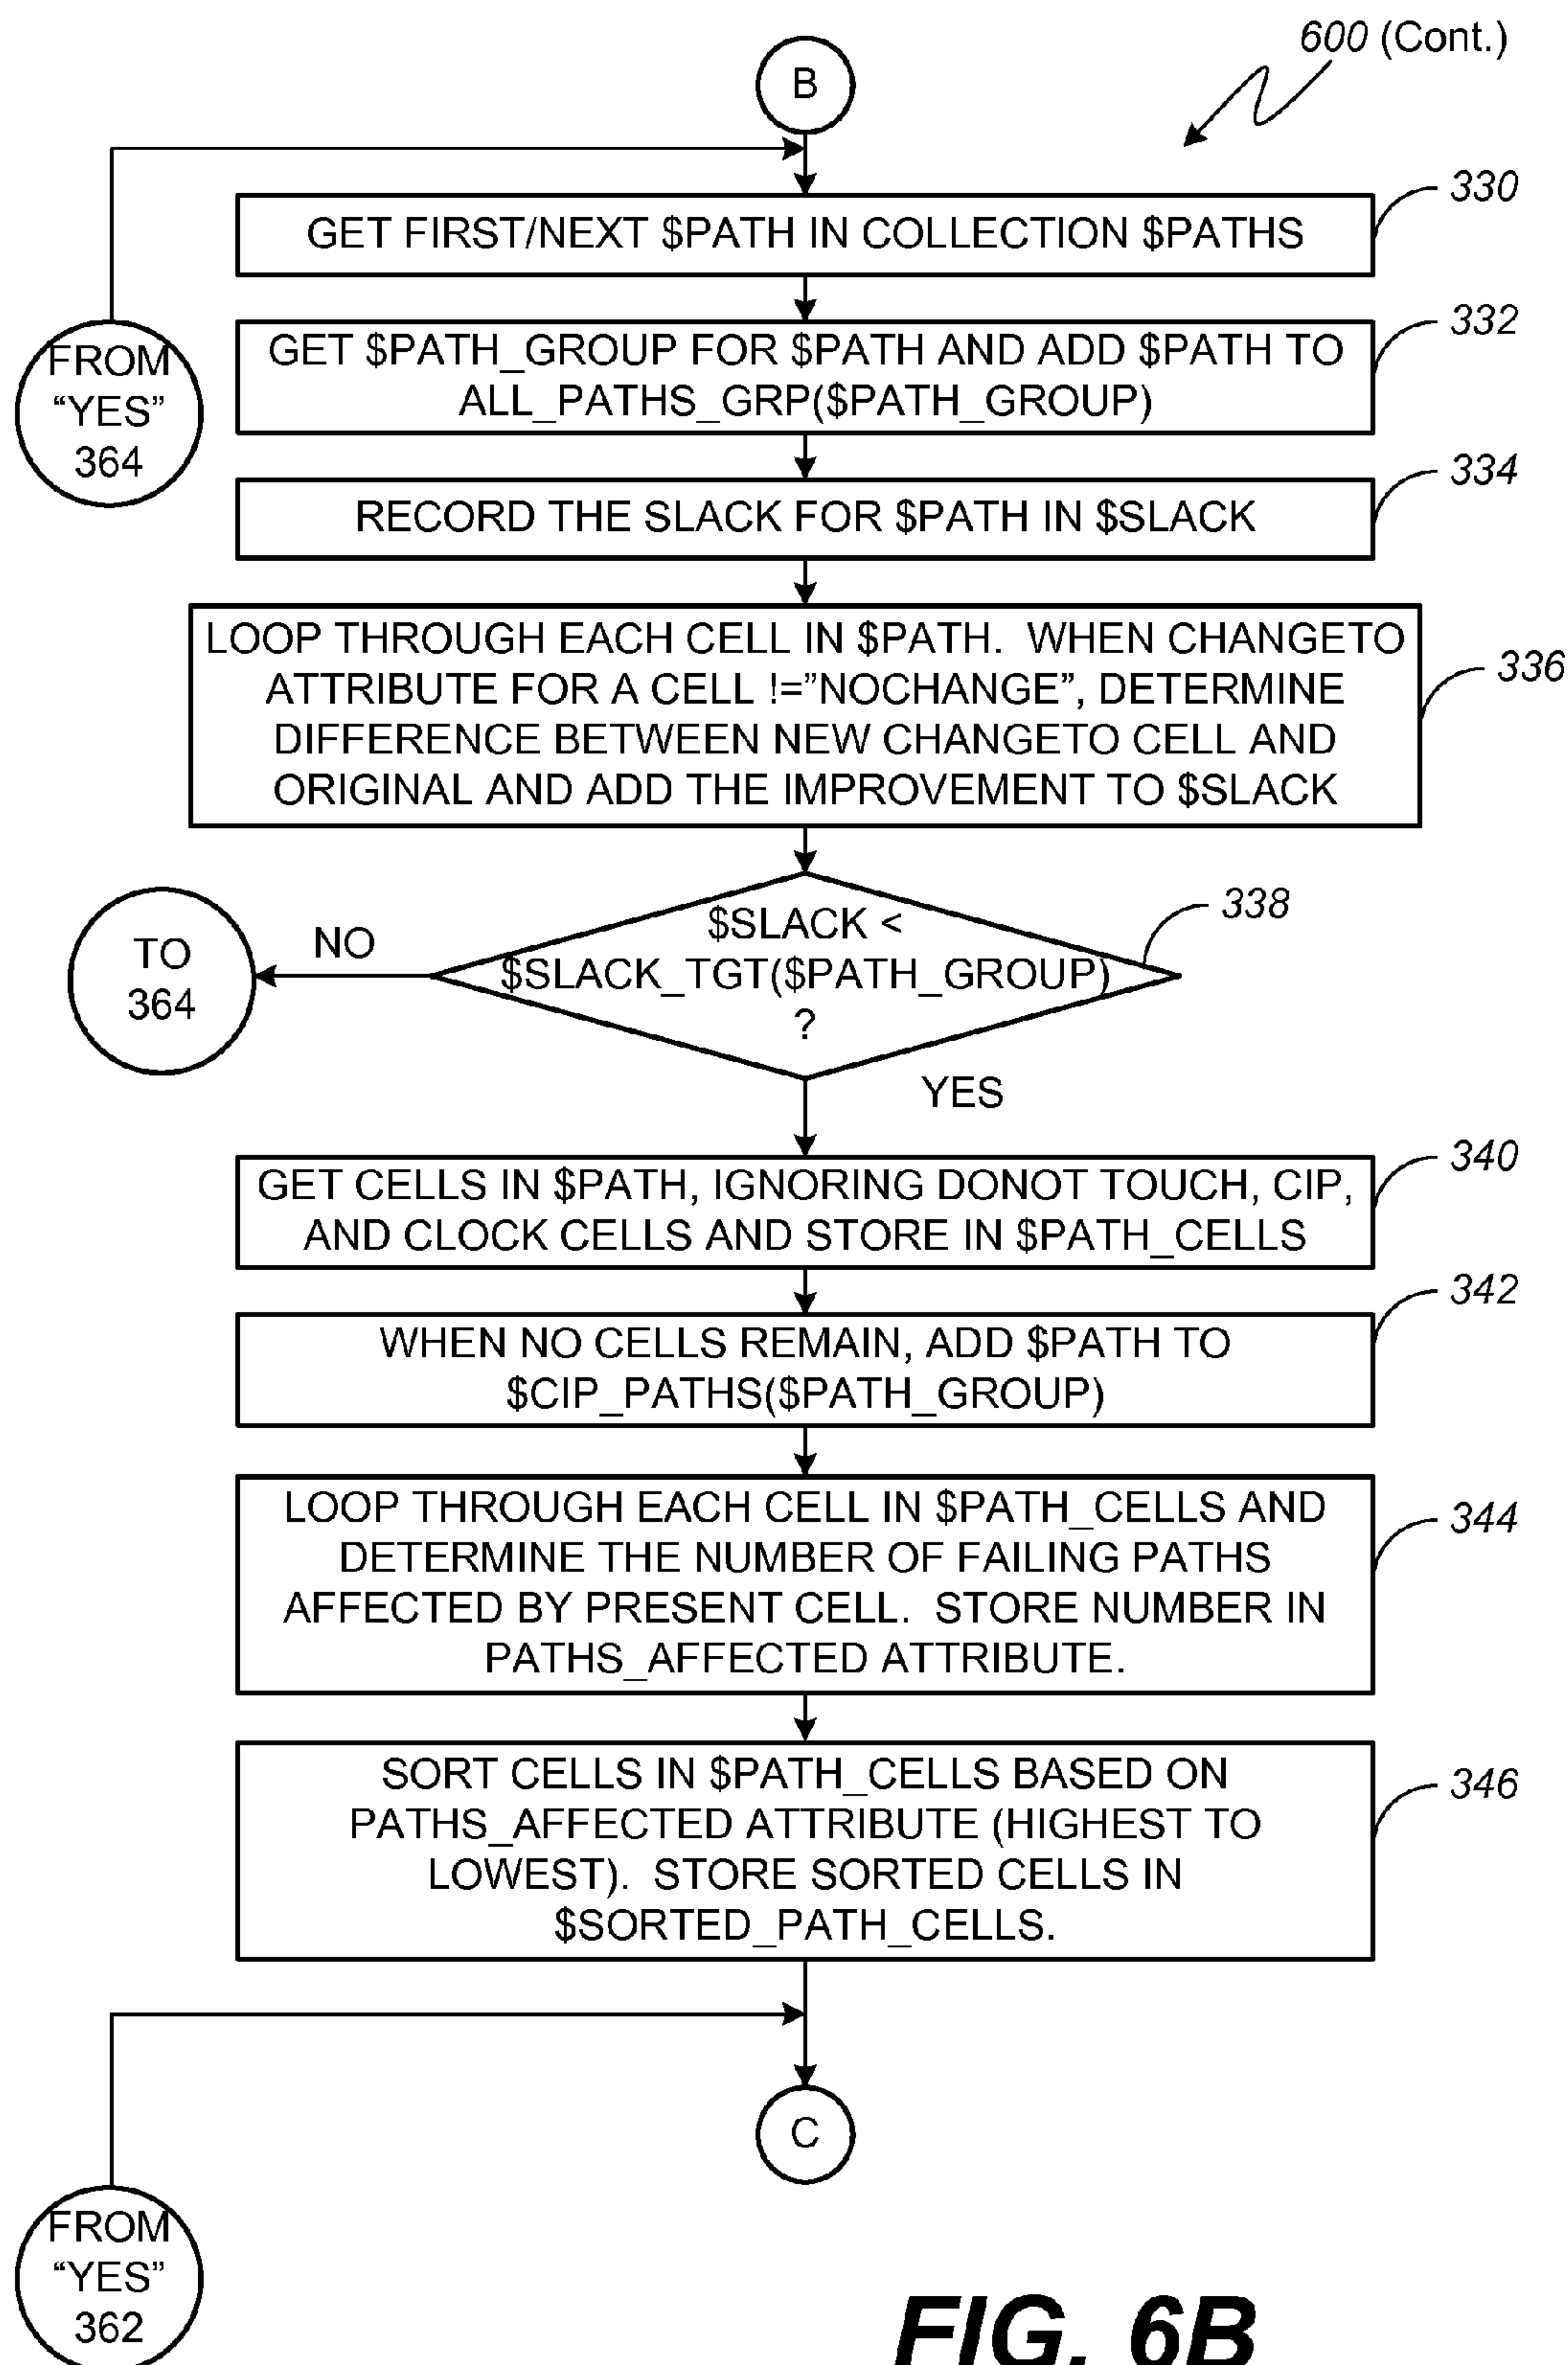 600 (Cont.)
B
330
GET FIRST/NEXT $PATH IN COLLECTION $PATHS
332
GET $PATH_GROUP FOR $PATH AND ADD $PATH TO
ALL_PATHS_GRP($PATH_GROUP)
FROM
“YES”
364
334
RECORD THE SLACK FOR $PATH IN $SLACK
336
LOOP THROUGH EACH CELL IN $PATH. WHEN CHANGETO
ATTRIBUTE FOR A CELL !=”NOCHANGE”, DETERMINE
DIFFERENCE BETWEEN NEW CHANGETO CELL AND
ORIGINAL AND ADD THE IMPROVEMENT TO $SLACK
338
$SLACK <
$SLACK_TGT($PATH_GROUP)
?
NO
TO
364
YES
340
GET CELLS IN $PATH, IGNORING DONOT TOUCH, CIP,
AND CLOCK CELLS AND STORE IN $PATH_CELLS
342
WHEN NO CELLS REMAIN, ADD $PATH TO
$CIP_PATHS($PATH_GROUP)
344
LOOP THROUGH EACH CELL IN $PATH_CELLS AND
DETERMINE THE NUMBER OF FAILING PATHS
AFFECTED BY PRESENT CELL. STORE NUMBER IN
PATHS_AFFECTED ATTRIBUTE.
346
SORT CELLS IN $PATH_CELLS BASED ON
PATHS_AFFECTED ATTRIBUTE (HIGHEST TO
LOWEST). STORE SORTED CELLS IN
$SORTED_PATH_CELLS.
C
FROM
“YES”
362
FIG. 6B